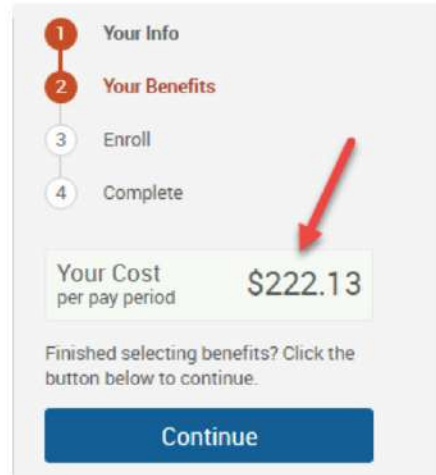 1 Your Info
2 Your Benefits
3 Enroll
4 Complete
Your Cost
per pay period
$222.13
Finished selecting benefits? Click the
button below to continue.
Continue